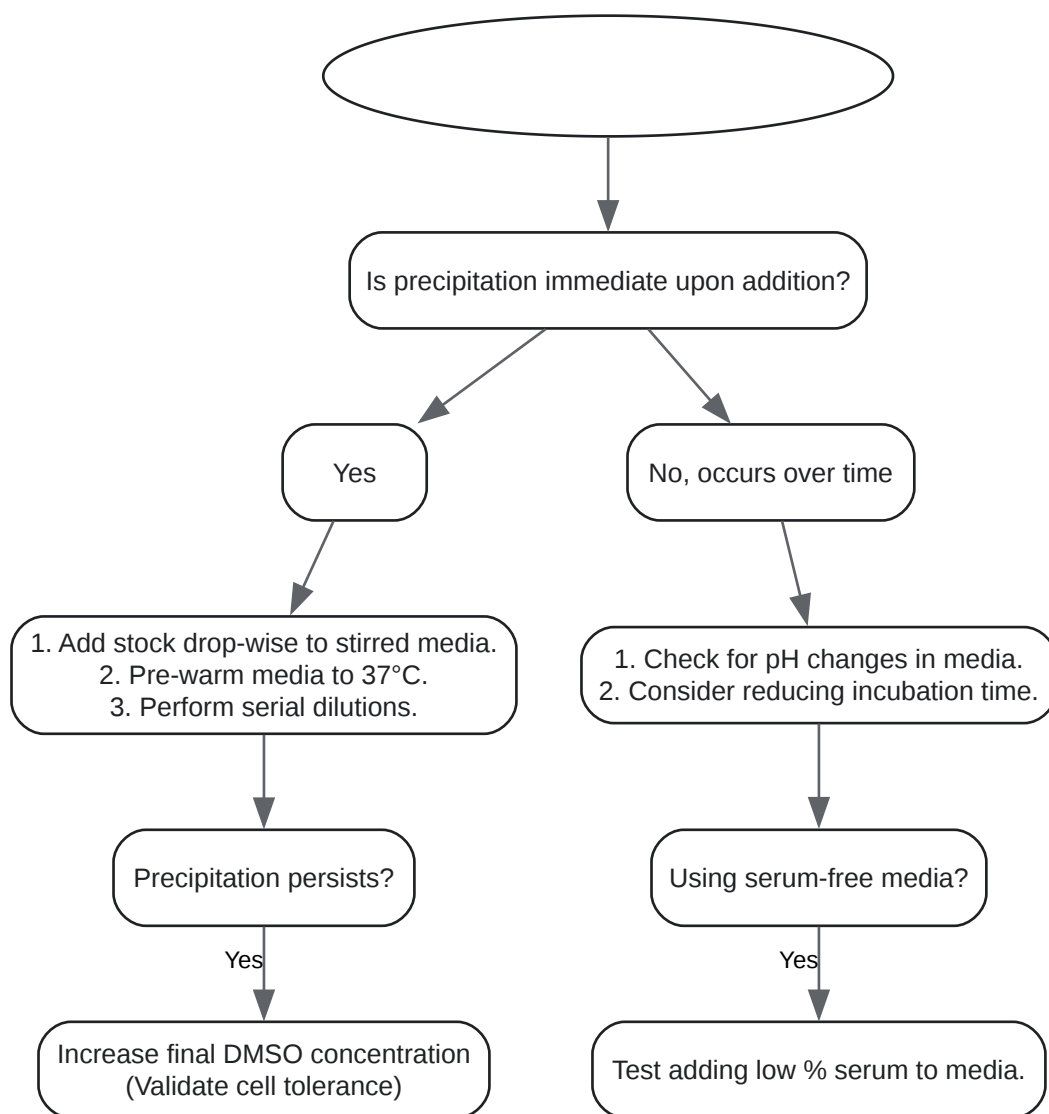 Is precipitation immediate upon addition?
Yes
No, occurs over time
1. Add stock drop-wise to stirred media.
2. Pre-warm media to 37°C.
3. Perform serial dilutions.
1. Check for pH changes in media.
2. Consider reducing incubation time.
Precipitation persists?
Using serum-free media?
Yes
Yes
Increase final DMSO concentration
(Validate cell tolerance)
Test adding low % serum to media.